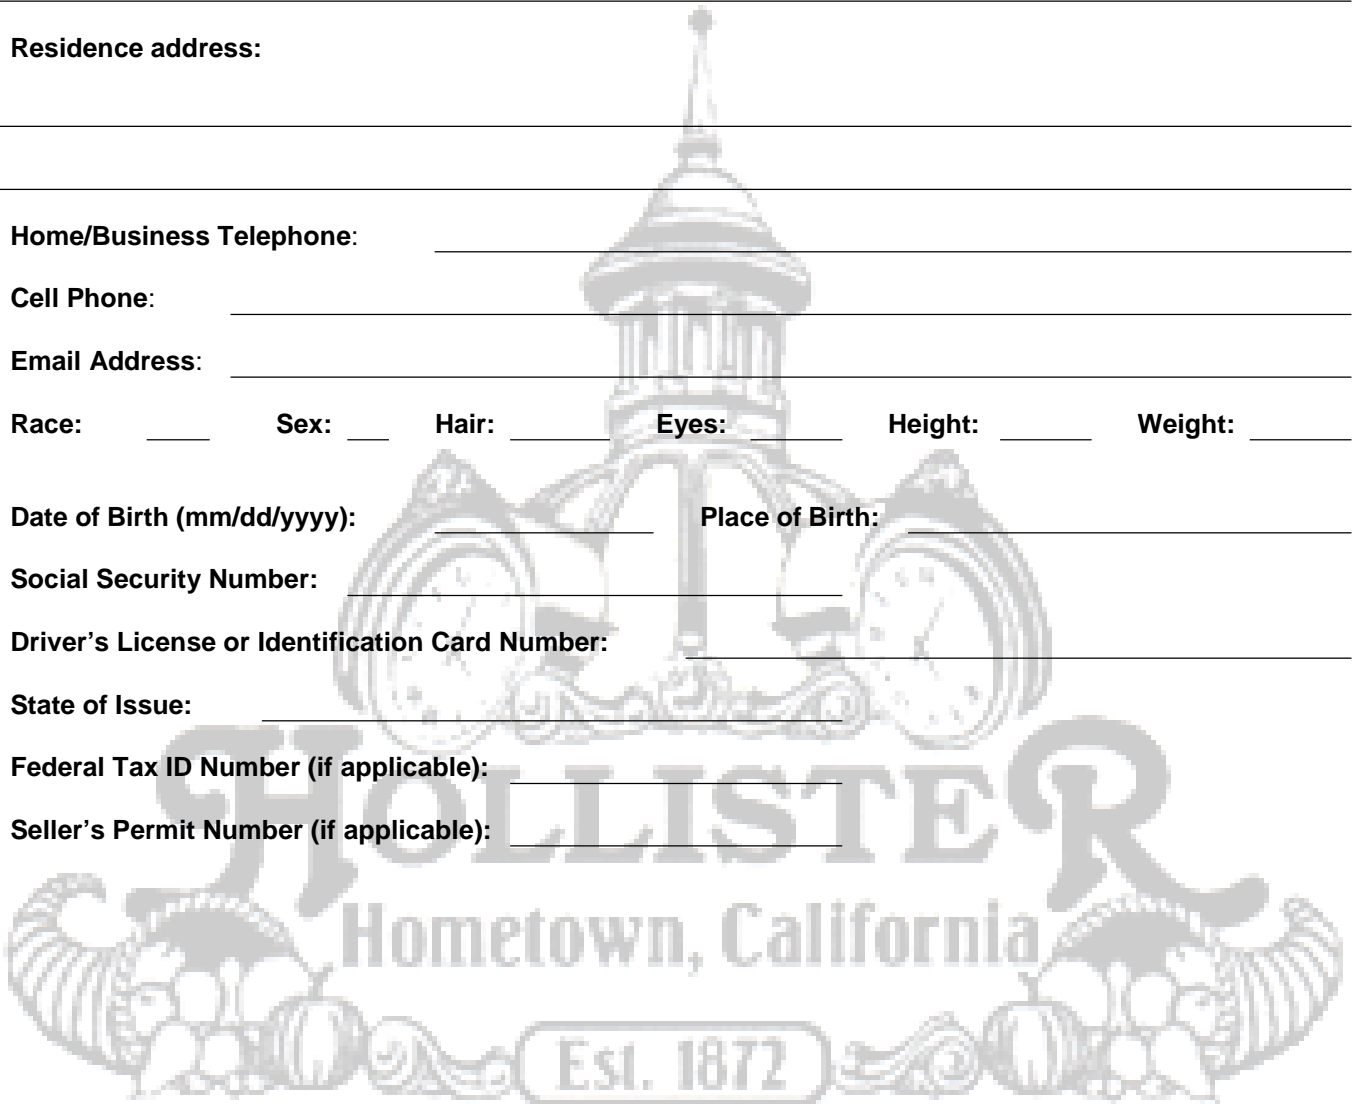 Residence address:
Home/Business Telephone:
Cell Phone:
Email Address:
Race: Sex: Hair: Eyes: Height: Weight:
Date of Birth (mm/dd/yyyy): Place of Birth:
Social Security Number:
Driver’s License or Identification Card Number:
State of Issue:
Federal Tax ID Number (if applicable):
Seller’s Permit Number (if applicable):
HOLLISTER
Hometown, California
Est. 1872